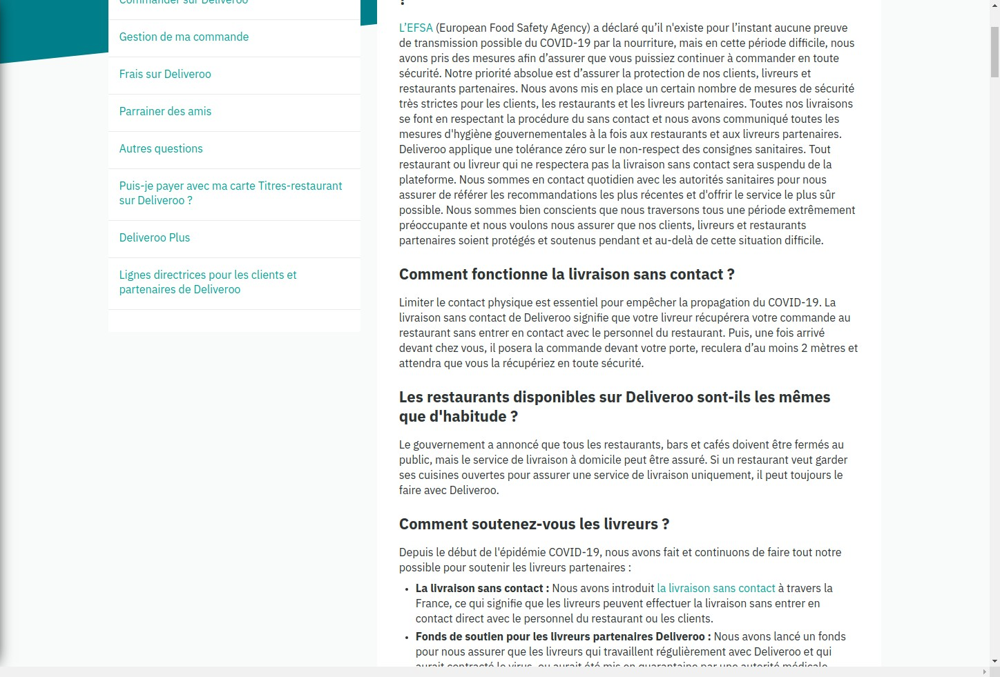 Commander sur Deliveroo
Gestion de ma commande
Frais sur Deliveroo
Parrainer des amis
Autres questions
Puis-je payer avec ma carte Titres-restaurant
sur Deliveroo ?
Deliveroo Plus
Lignes directrices pour les clients et
partenaires de Deliveroo
?
L’EFSA (European Food Safety Agency) a déclaré qu’il n'existe pour l’instant aucune preuve
de transmission possible du COVID-19 par la nourriture, mais en cette période difficile, nous
avons pris des mesures afin d’assurer que vous puissiez continuer à commander en toute
sécurité. Notre priorité absolue est d’assurer la protection de nos clients, livreurs et
restaurants partenaires. Nous avons mis en place un certain nombre de mesures de sécurité
très strictes pour les clients, les restaurants et les livreurs partenaires. Toutes nos livraisons
se font en respectant la procédure du sans contact et nous avons communiqué toutes les
mesures d'hygiène gouvernementales à la fois aux restaurants et aux livreurs partenaires.
Deliveroo applique une tolérance zéro sur le non-respect des consignes sanitaires. Tout
restaurant ou livreur qui ne respectera pas la livraison sans contact sera suspendu de la
plateforme. Nous sommes en contact quotidien avec les autorités sanitaires pour nous
assurer de référer les recommandations les plus récentes et d'offrir le service le plus sûr
possible. Nous sommes bien conscients que nous traversons tous une période extrêmement
préoccupante et nous voulons nous assurer que nos clients, livreurs et restaurants
partenaires soient protégés et soutenus pendant et au-delà de cette situation difficile.
Comment fonctionne la livraison sans contact ?
Limiter le contact physique est essentiel pour empêcher la propagation du COVID-19. La
livraison sans contact de Deliveroo signifie que votre livreur récupérera votre commande au
restaurant sans entrer en contact avec le personnel du restaurant. Puis, une fois arrivé
devant chez vous, il posera la commande devant votre porte, reculera d’au moins 2 mètres et
attendra que vous la récupériez en toute sécurité.
Les restaurants disponibles sur Deliveroo sont-ils les mêmes
que d'habitude ?
Le gouvernement a annoncé que tous les restaurants, bars et cafés doivent être fermés au
public, mais le service de livraison à domicile peut être assuré. Si un restaurant veut garder
ses cuisines ouvertes pour assurer une service de livraison uniquement, il peut toujours le
faire avec Deliveroo.
Comment soutenez-vous les livreurs ?
Depuis le début de l'épidémie COVID-19, nous avons fait et continuons de faire tout notre
possible pour soutenir les livreurs partenaires :
• La livraison sans contact : Nous avons introduit la livraison sans contact à travers la
France, ce qui signifie que les livreurs peuvent effectuer la livraison sans entrer en
contact direct avec le personnel du restaurant ou les clients.
• Fonds de soutien pour les livreurs partenaires Deliveroo : Nous avons lancé un fonds
pour nous assurer que les livreurs qui travaillent régulièrement avec Deliveroo et qui
aurait contracté le virus, ou aurait été mis en quarantaine par une autorité médicale